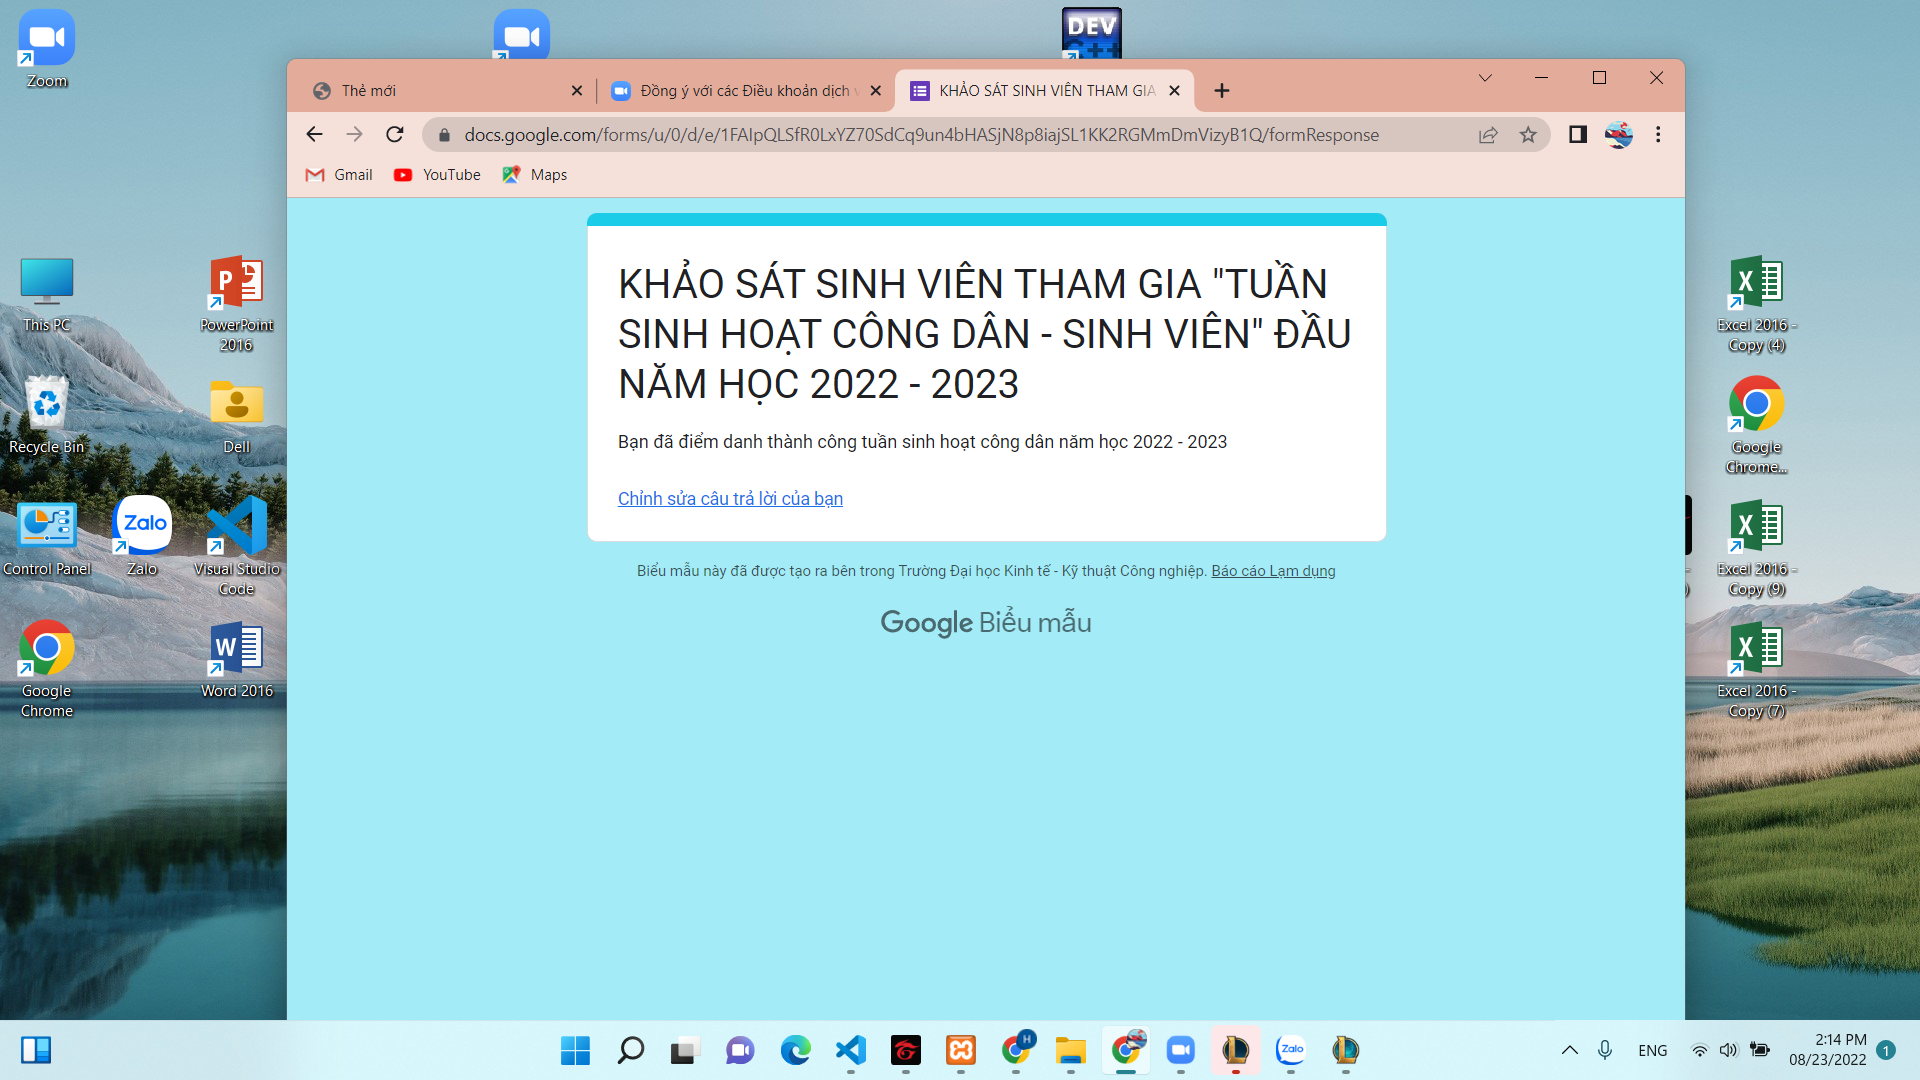 Zoom
DEV
Thẻ mới
Đồng ý với các Điều khoản dịch v
KHẢO SÁT SINH VIÊN THAM GIA
docs.google.com/forms/u/0/d/e/1FAIpQLSfR0LxYZ70SdCq9un4bHASjN8p8iajSL1KK2RGMmDmVizyB1Q/formResponse
Gmail
YouTube
Maps
KHẢO SÁT SINH VIÊN THAM GIA "TUẦN
SINH HOẠT CÔNG DÂN - SINH VIÊN" ĐẦU
NĂM HỌC 2022 - 2023
Bạn đã điểm danh thành công tuần sinh hoạt công dân năm học 2022 - 2023
Chỉnh sửa câu trả lời của bạn
Biểu mẫu này đã được tạo ra bên trong Trường Đại học Kinh tế - Kỹ thuật Công nghiệp. Báo cáo Lạm dụng
Google Biểu mẫu
This PC
PowerPoint
2016
Recycle Bin
Dell
Control Panel
Zalo
Zalo
Visual Studio
Code
Google
Chrome
Word 2016
Excel 2016 -
Copy (4)
Google
Chrome...
Excel 2016 -
Copy (9)
Excel 2016 -
Copy (7)
H
Zalo
ENG
2:14 PM
08/23/2022
1